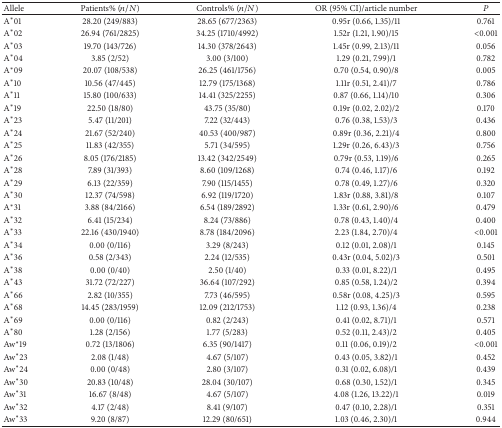 Allele Patients% (n/N) Controls% (n/N) OR (95% CI)/article number P
A*01 28.20 (249/883) 28.65 (677/2363) 0.95r (0.66, 1.35)/11 0.761
A*02 26.94 (761/2825) 34.25 (1710/4992) 1.52r (1.21, 1.90)/15 <0.001
A*03 19.70 (143/726) 14.30 (378/2643) 1.45r (0.99, 2.13)/11 0.056
A*04 3.85 (2/52) 3.00 (3/100) 1.29 (0.21, 7.99)/1 0.782
A*09 20.07 (108/538) 26.25 (461/1756) 0.70 (0.54, 0.90)/8 0.005
A*10 10.56 (47/445) 12.79 (175/1368) 1.11r (0.51, 2.41)/7 0.786
A*11 15.80 (100/633) 14.41 (325/2255) 0.87 (0.66, 1.14)/10 0.306
A*19 22.50 (18/80) 43.75 (35/80) 0.19r (0.02, 2.02)/2 0.170
A*23 5.47 (11/201) 7.22 (32/443) 0.76 (0.38, 1.53)/3 0.436
A*24 21.67 (52/240) 40.53 (400/987) 0.89r (0.36, 2.21)/4 0.800
A*25 11.83 (42/355) 5.71 (34/595) 1.29r (0.26, 6.43)/3 0.756
A*26 8.05 (176/2185) 13.42 (342/2549) 0.79r (0.53, 1.19)/6 0.265
A*28 7.89 (31/393) 8.60 (109/1268) 0.74 (0.46, 1.17)/6 0.192
A*29 6.13 (22/359) 7.90 (115/1455) 0.78 (0.49, 1.27)/6 0.320
A*30 12.37 (74/598) 6.92 (119/1720) 1.83r (0.88, 3.81)/8 0.107
A*31 3.88 (84/2166) 6.54 (189/2892) 1.33r (0.61, 2.90)/6 0.479
A*32 6.41 (15/234) 8.24 (73/886) 0.78 (0.43, 1.40)/4 0.400
A*33 22.16 (430/1940) 8.78 (184/2096) 2.23 (1.84, 2.70)/4 <0.001
A*34 0.00 (0/116) 3.29 (8/243) 0.12 (0.01, 2.08)/1 0.145
A*36 0.58 (2/343) 2.24 (12/535) 0.43r (0.04, 5.02)/3 0.501
A*38 0.00 (0/40) 2.50 (1/40) 0.33 (0.01, 8.22)/1 0.495
A*43 31.72 (72/227) 36.64 (107/292) 0.85 (0.58, 1.24)/2 0.394
A*66 2.82 (10/355) 7.73 (46/595) 0.58r (0.08, 4.25)/3 0.595
A*68 14.45 (283/1959) 12.09 (212/1753) 1.12 (0.93, 1.36)/4 0.238
A*69 0.00 (0/116) 0.82 (2/243) 0.41 (0.02, 8.71)/1 0.571
A*80 1.28 (2/156) 1.77 (5/283) 0.52 (0.11, 2.43)/2 0.405
Aw*19 0.72 (13/1806) 6.35 (90/1417) 0.11 (0.06, 0.19)/2 <0.001
Aw*23 2.08 (1/48) 4.67 (5/107) 0.43 (0.05, 3.82)/1 0.452
Aw*24 0.00 (0/48) 2.80 (3/107) 0.31 (0.02, 6.08)/1 0.439
Aw*30 20.83 (10/48) 28.04 (30/107) 0.68 (0.30, 1.52)/1 0.345
Aw*31 16.67 (8/48) 4.67 (5/107) 4.08 (1.26, 13.22)/1 0.019
Aw*32 4.17 (2/48) 8.41 (9/107) 0.47 (0.10, 2.28)/1 0.351
Aw*33 9.20 (8/87) 12.29 (80/651) 1.03 (0.46, 2.30)/1 0.944